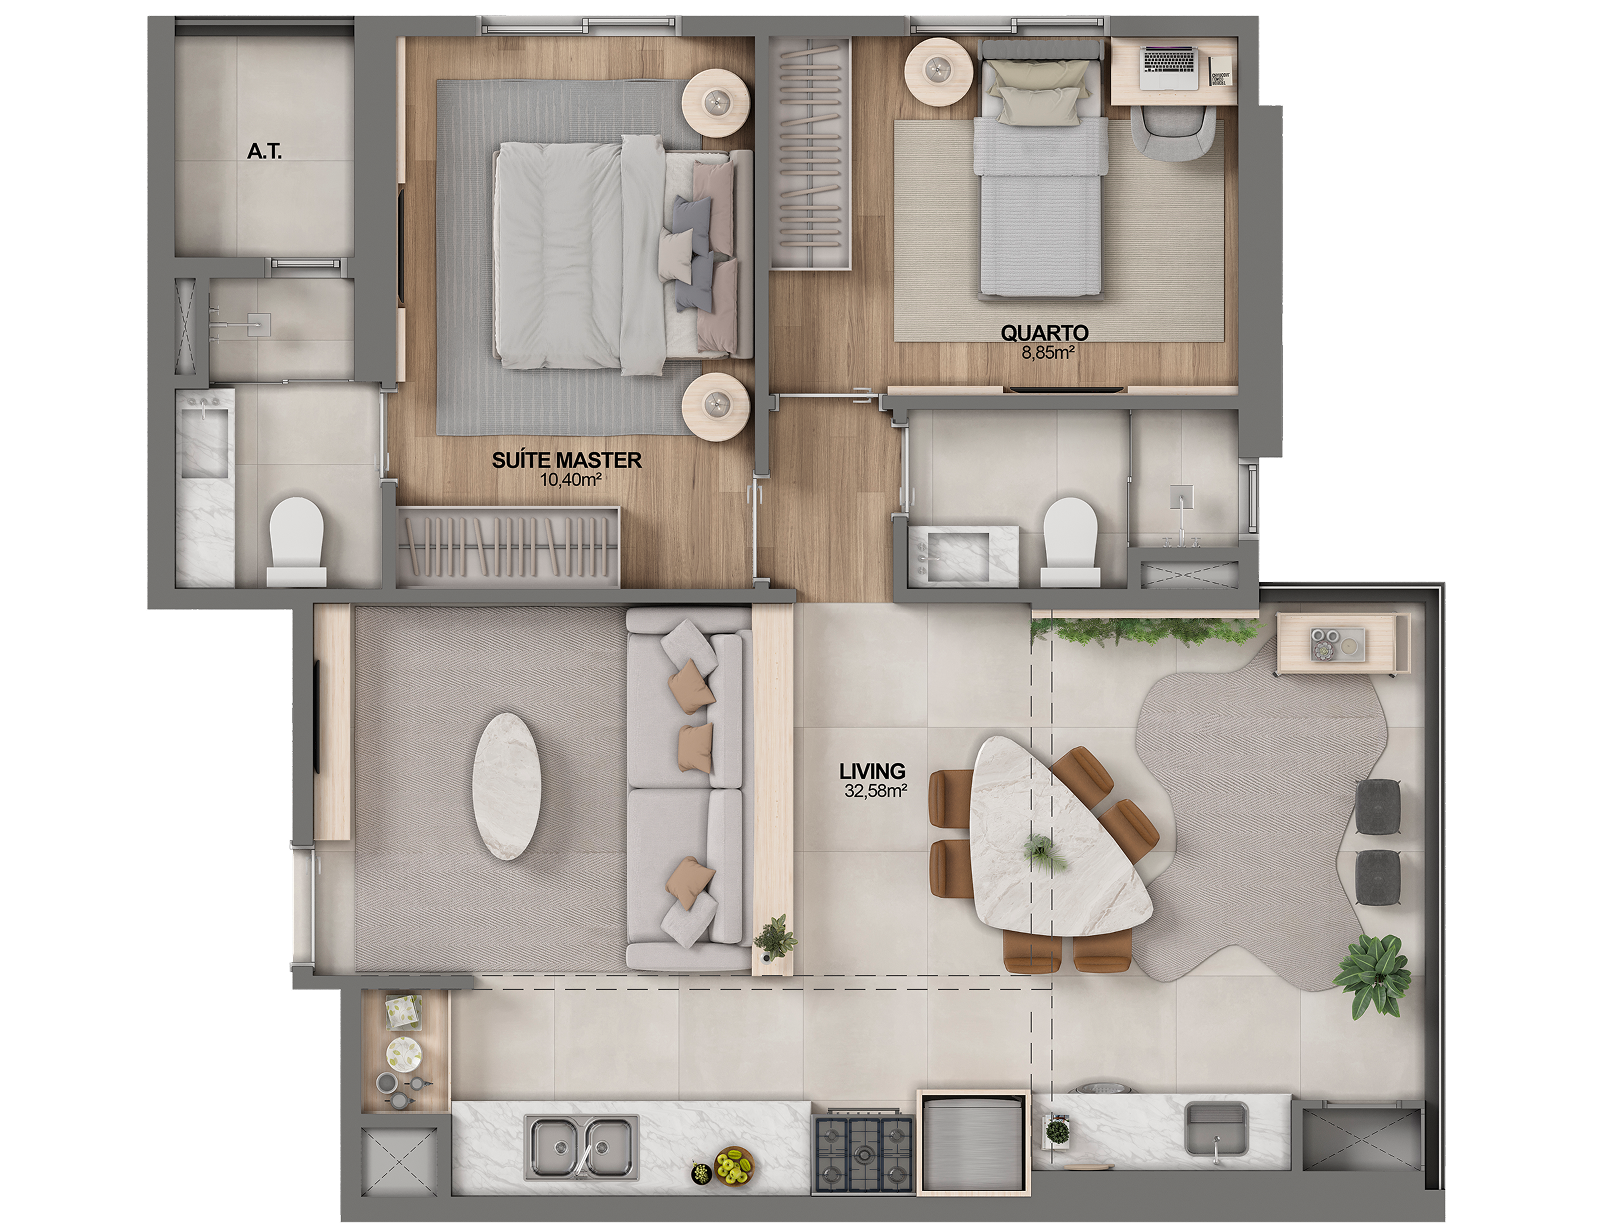 A.T.
QUARTO
8,85m²
SUÍTE MASTER
10,40m²
LIVING
32,58m²